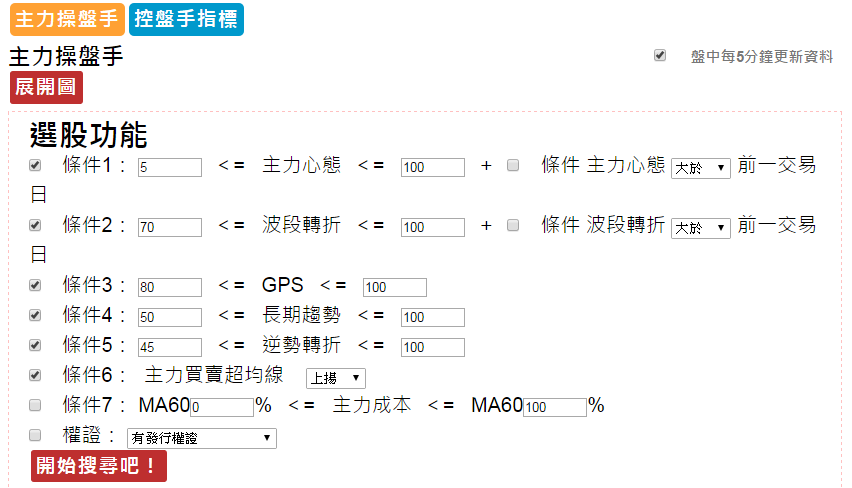 主力操盤手 控盤手指標
主力操盤手 盤中每5分鐘更新資料
展開圖
選股功能
條件1： 5 <= 主力心態 <= 100 + 條件 主力心態 大於 前一交易
日
條件2： 70 <= 波段轉折 <= 100 + 條件 波段轉折 大於 前一交易
日
條件3： 80 <= GPS <= 100
條件4： 50 <= 長期趨勢 <= 100
條件5： 45 <= 逆勢轉折 <= 100
條件6： 主力買賣超均線 上揚
條件7： MA60 0 % <= 主力成本 <= MA60 100 %
權證： 有發行權證
開始搜尋吧！